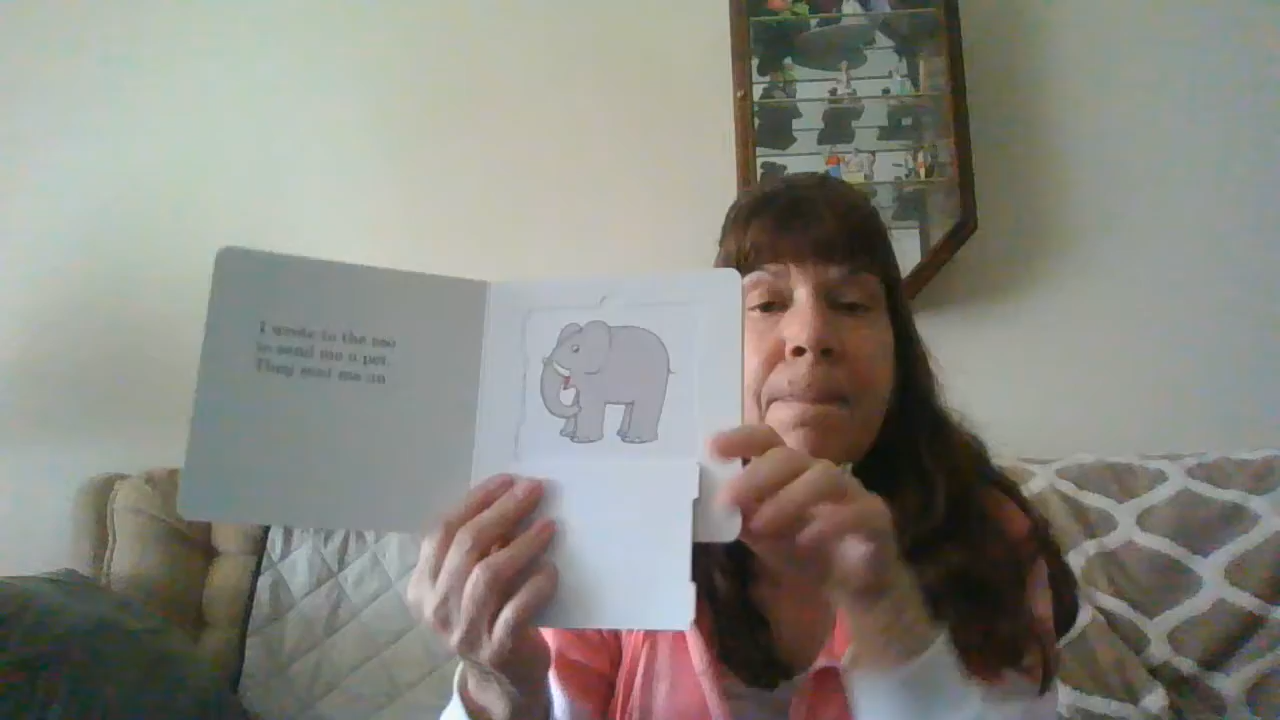 I wrote to the zoo
to send me a pet.
They sent me an